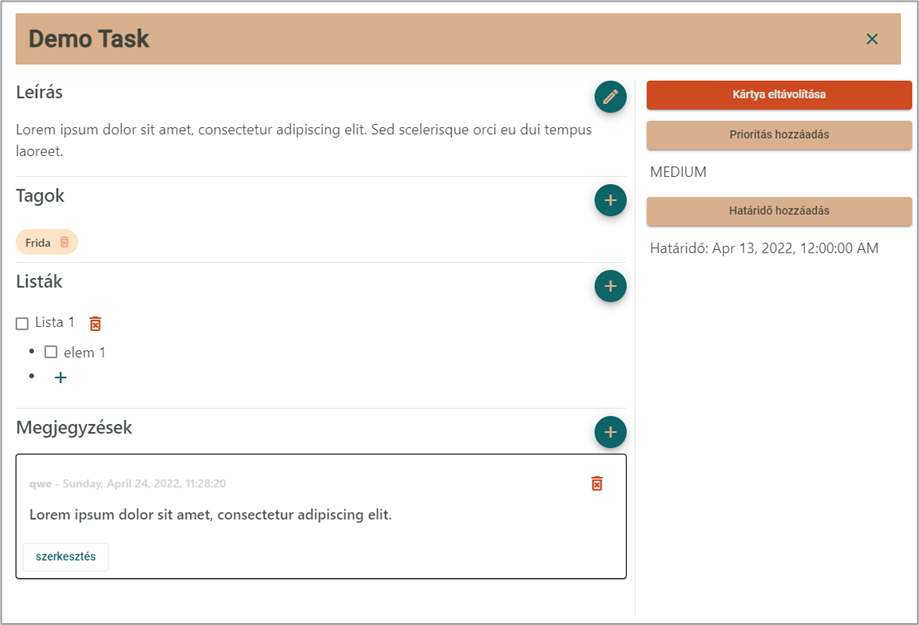 Demo Task
Leírás
Lorem ipsum dolor sit amet, consectetur adipiscing elit. Sed scelerisque orci eu dui tempus
laoreet.
Tagok
Frida
Listák
Lista 1
elem 1
Megjegyzések
qwe - Sunday, April 24, 2022, 11:28:20
Lorem ipsum dolor sit amet, consectetur adipiscing elit.
szerkesztés
Kártya eltávolítása
Prioritás hozzáadás
MEDIUM
Határidő hozzáadás
Határidő: Apr 13, 2022, 12:00:00 AM